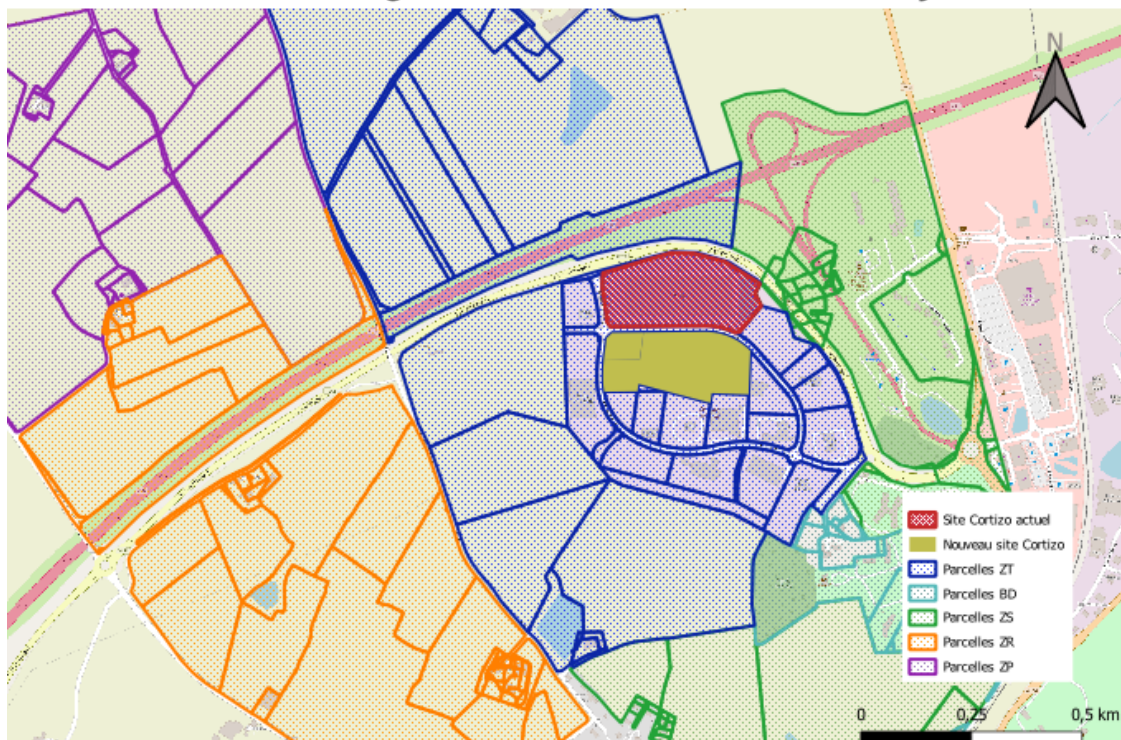 N
Site Cortizo actuel
Nouveau site Cortizo
Parcelles ZT
Parcelles BD
Parcelles ZS
Parcelles ZR
Parcelles ZP
0 0,25 0,5 km